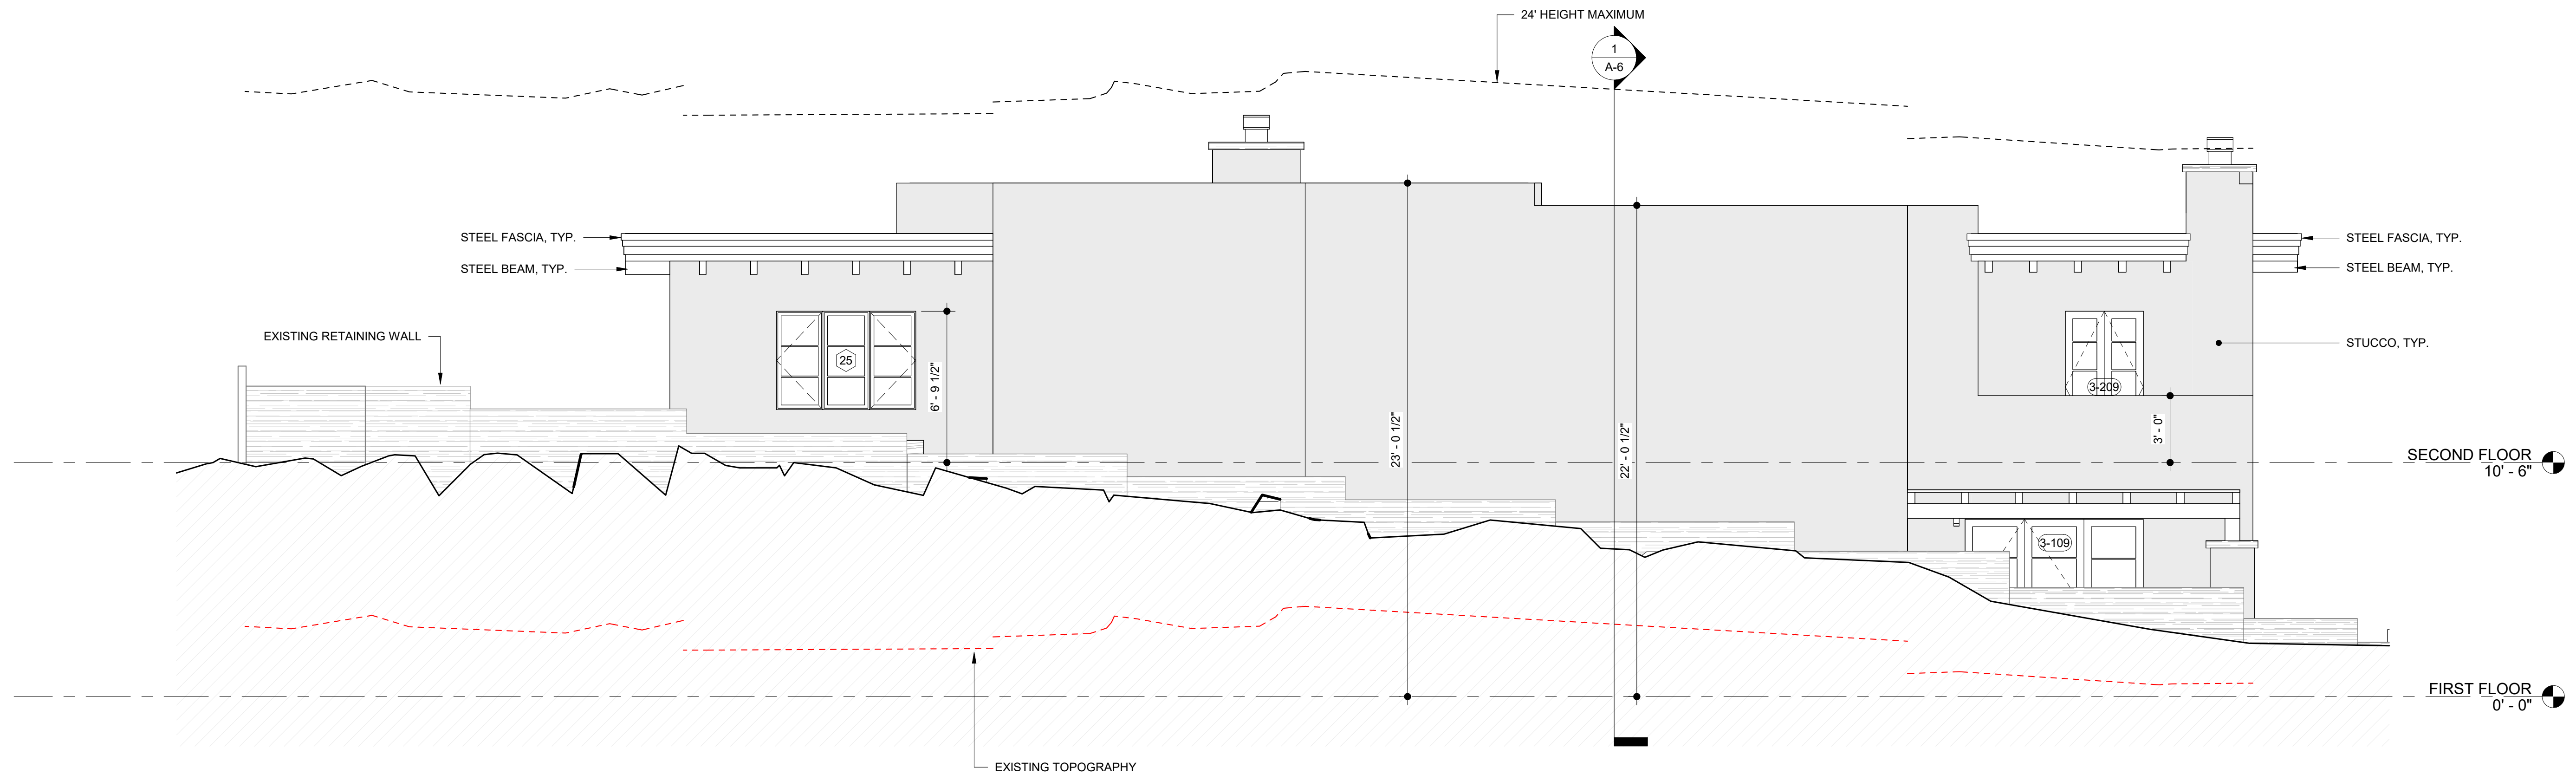 24' HEIGHT MAXIMUM
1
A-6
STEEL FASCIA, TYP.
STEEL BEAM, TYP.
EXISTING RETAINING WALL
25
6' - 9 1/2"
23' - 0 1/2"
22' - 0 1/2"
STEEL FASCIA, TYP.
STEEL BEAM, TYP.
STUCCO, TYP.
3-209
3' - 0"
SECOND FLOOR
10' - 6"
3-109
FIRST FLOOR
0' - 0"
EXISTING TOPOGRAPHY